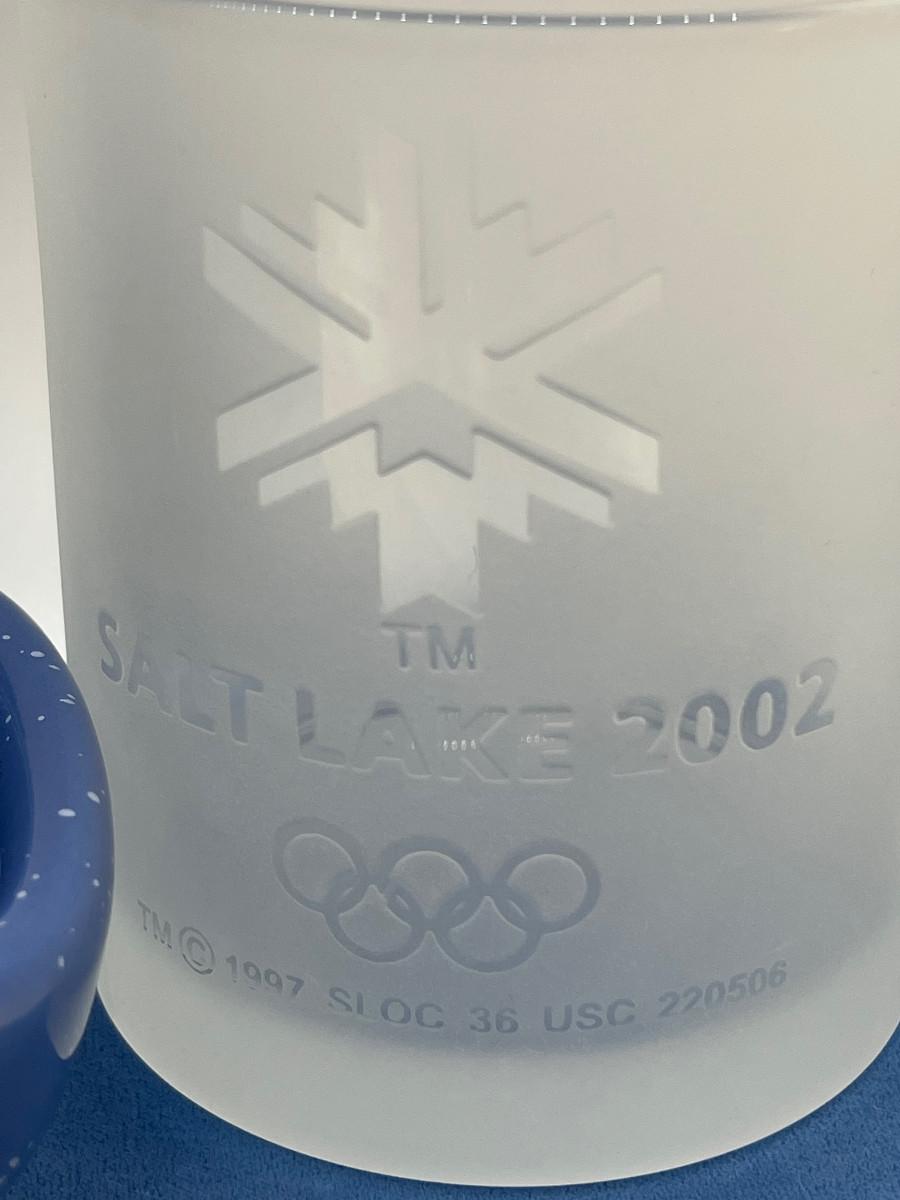 TM
SALT LAKE 2002
TM © 1997 SLOC 36 USC 220506